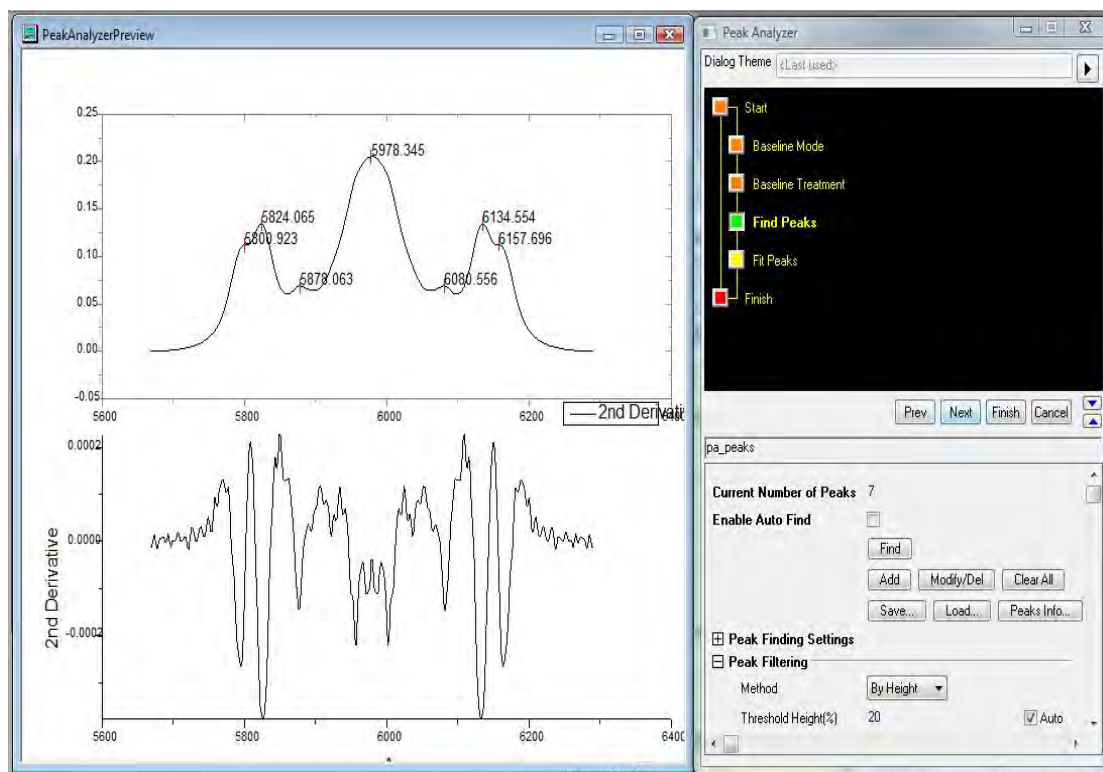 PeakAnalyzerPreview
0.25
0.20
0.15
0.10
0.05
0.00
-0.05
5978.345
5824.065
5800.923
5878.063
6134.554
6157.696
6080.556
5600
5800
6000
6200
6400
2nd Derivative
0.0002
0.0000
-0.0002
2nd Derivative
5600
5800
6000
6200
6400
Peak Analyzer
Dialog Theme <Last used>
Start
Baseline Mode
Baseline Treatment
Find Peaks
Fit Peaks
Finish
Prev Next Finish Cancel
pa_peaks
Current Number of Peaks 7
Enable Auto Find
Find
Add Modify/Del Clear All
Save... Load... Peaks Info...
Peak Finding Settings
Peak Filtering
Method By Height
Threshold Height(%) 20 Auto